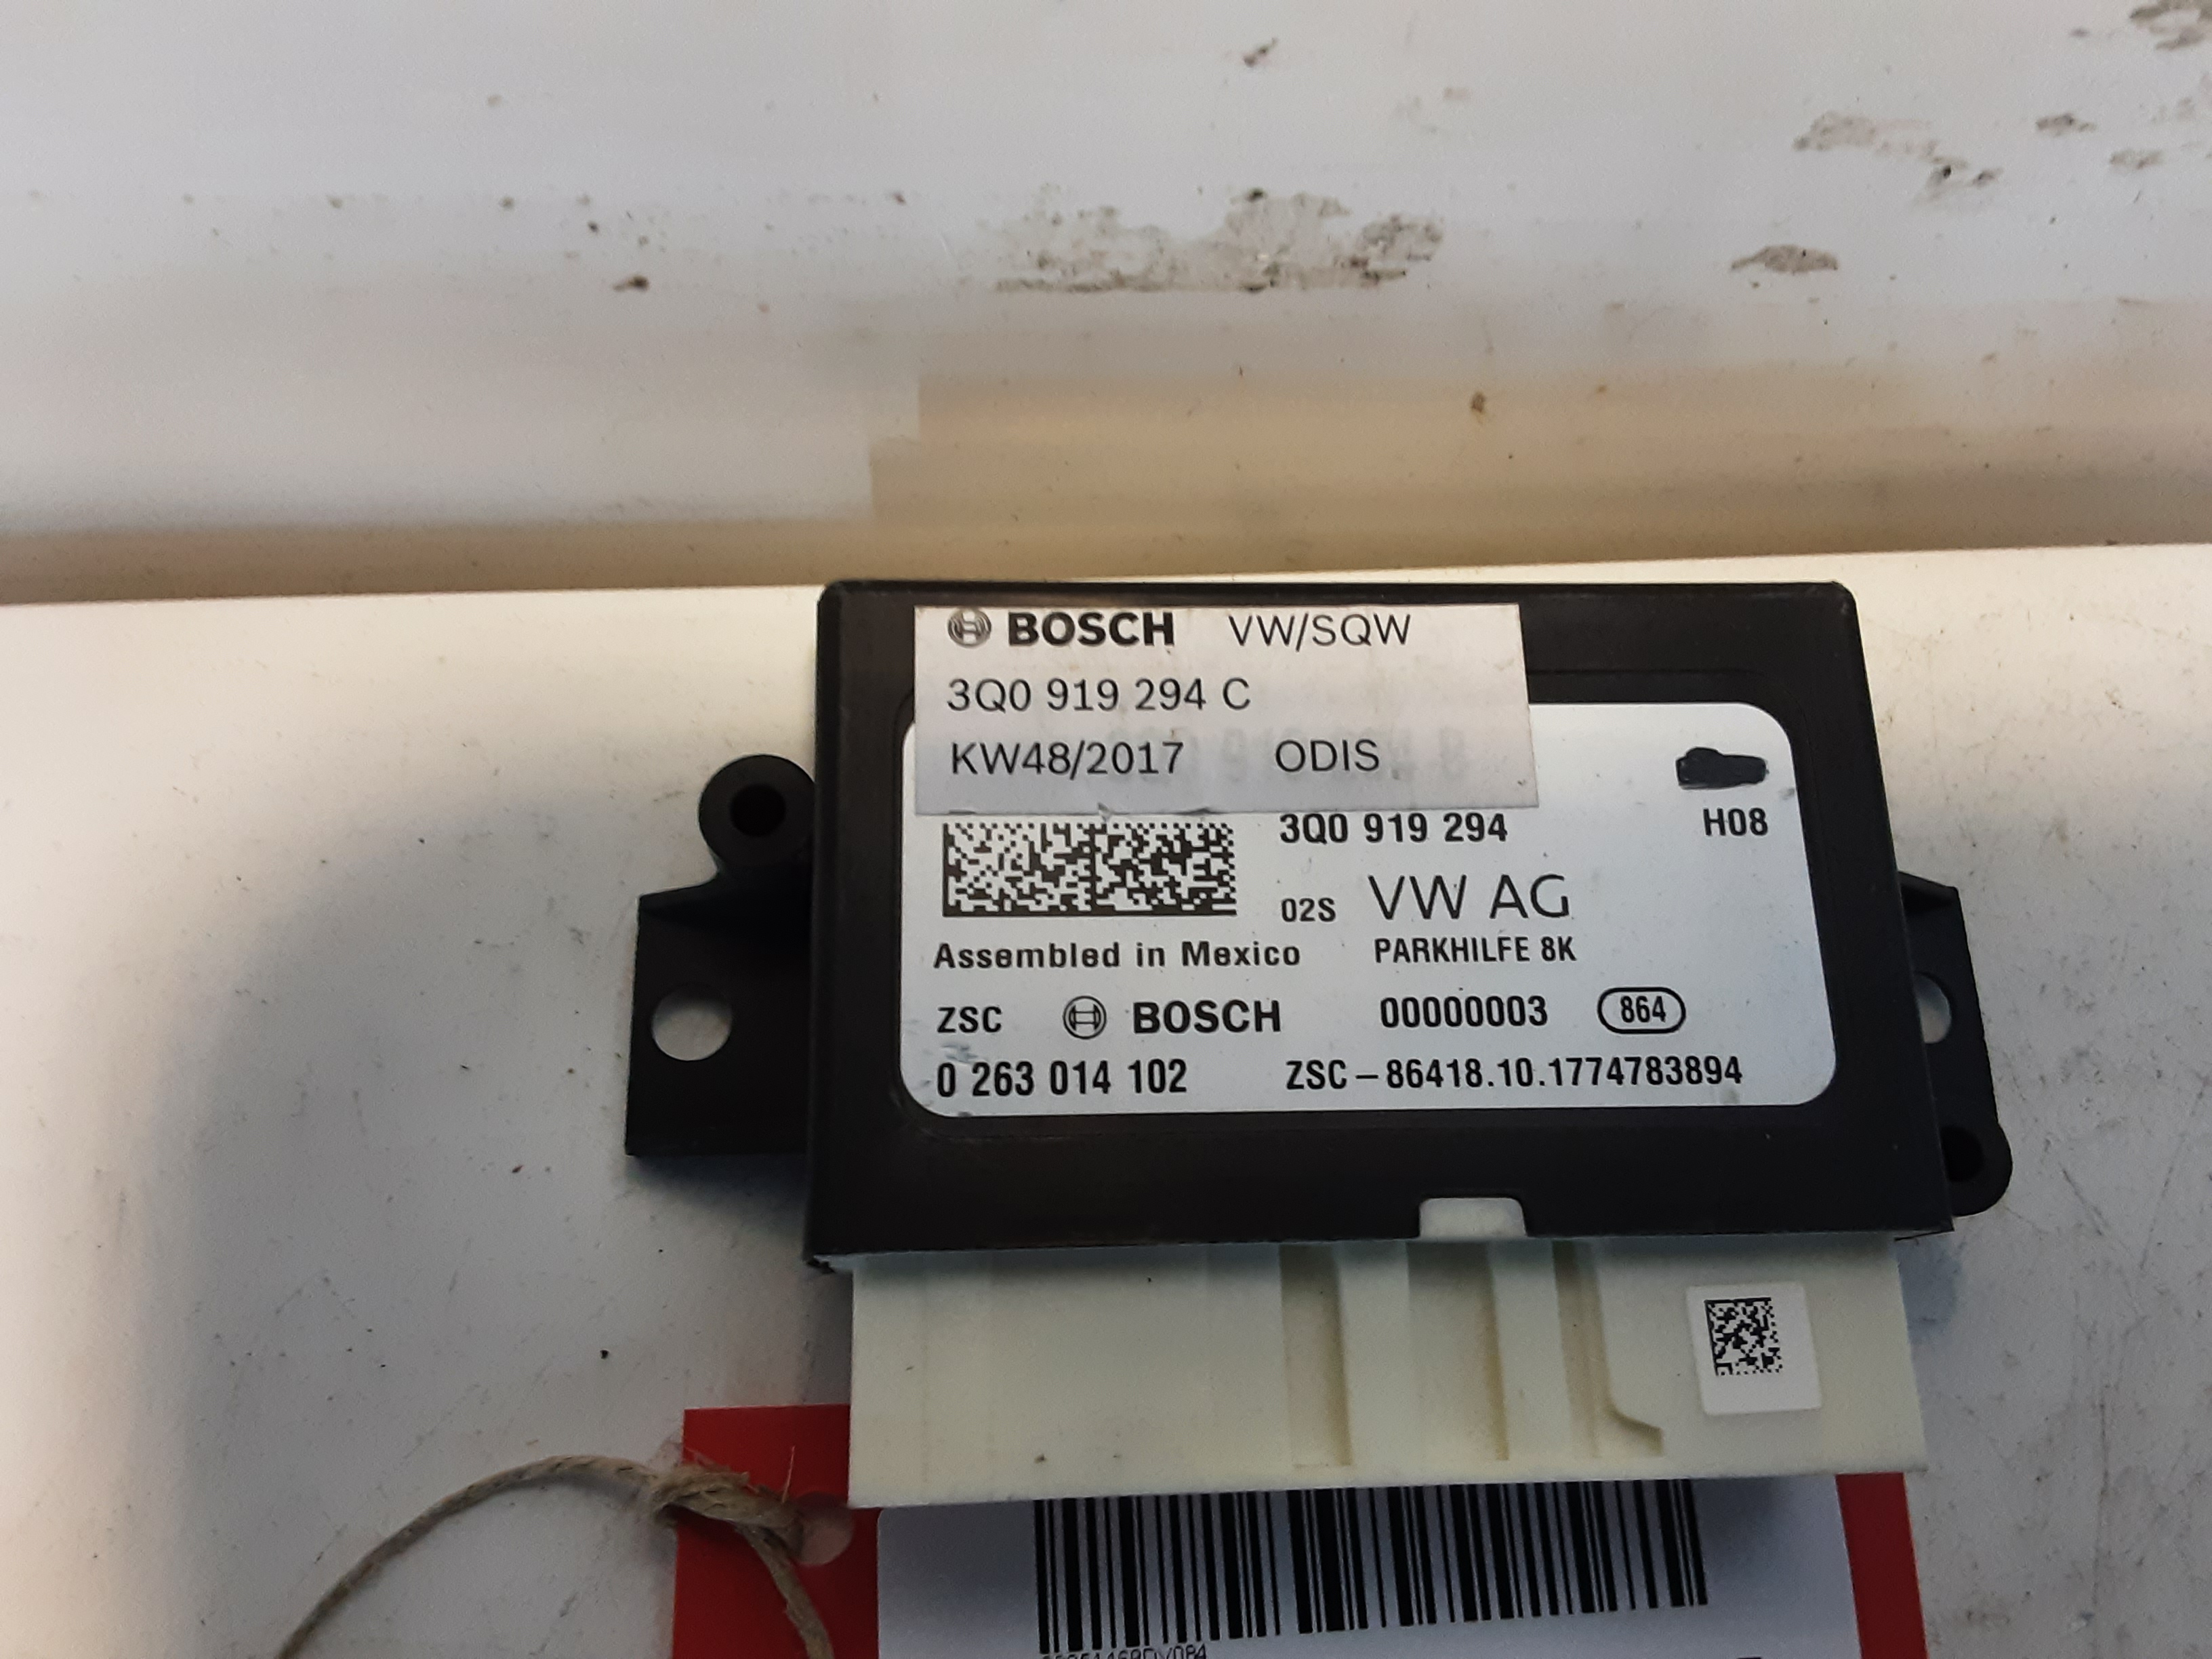 BOSCH VW/SQW
3Q0 919 294 C
KW48/2017 ODIS
3Q0 919 294 H08
02S VW AG
Assembled in Mexico PARKHILFE 8K
ZSC BOSCH 00000003 864
0 263 014 102 ZSC-86418.10.1774783894